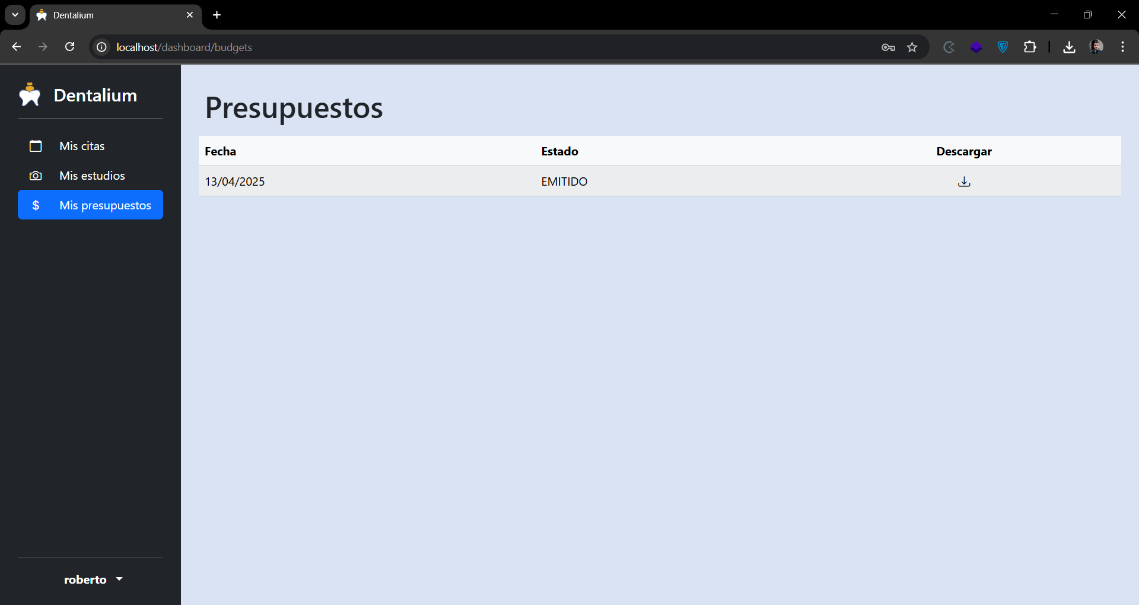 Dentalium
localhost/dashboard/budgets
Dentalium
Mis citas
Mis estudios
$ Mis presupuestos
roberto
Presupuestos
Fecha Estado Descargar
13/04/2025 EMITIDO